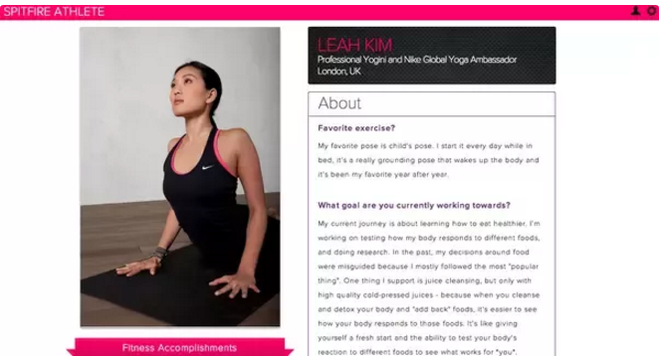 SPITFIRE ATHLETE
LEAH KIM
Professional Yogini and Nike Global Yoga Ambassador
London, UK
About
Favorite exercise?
My favorite pose is child's pose. I start it every day while in
bed, it's a really grounding pose that wakes up the body and
it's been my favorite year after year.
What goal are you currently working towards?
My current journey is about learning how to eat healthier. I'm
working on testing how my body responds to different foods,
and doing research. In the past, my decisions around food
were misguided because I mostly followed the most "popular
thing". One thing I support is juice cleansing, but only with
high quality cold-pressed juices - because when you cleanse
and detox your body and "add back" foods, it's easier to see
how your body responds to those foods. It's like giving
yourself a fresh start and the ability to test your body's
reaction to different foods to see what works for "you".
Fitness Accomplishments